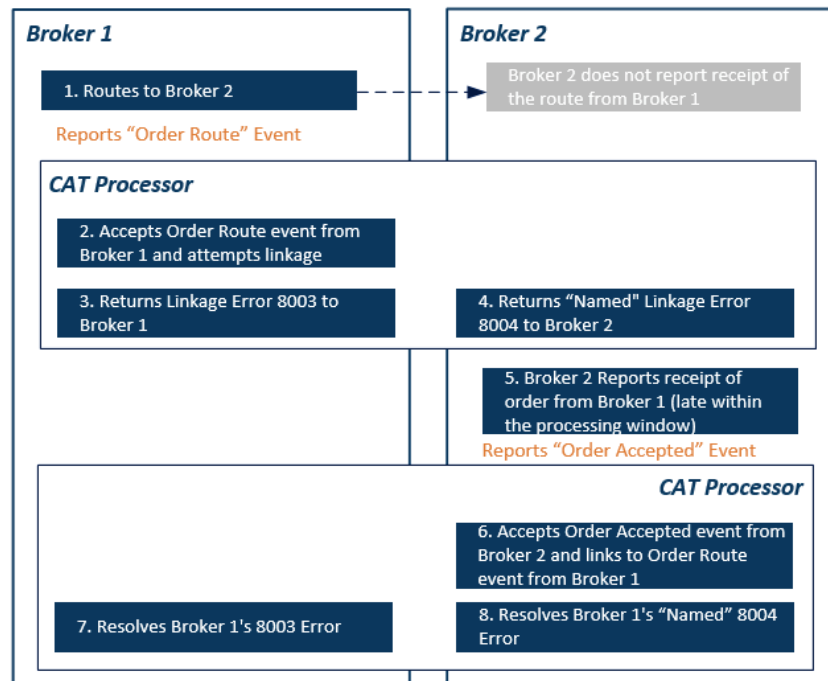 Broker 1
Broker 2
1. Routes to Broker 2
Broker 2 does not report receipt of
the route from Broker 1
Reports “Order Route” Event
CAT Processor
2. Accepts Order Route event from
Broker 1 and attempts linkage
3. Returns Linkage Error 8003 to
Broker 1
4. Returns “Named" Linkage Error
8004 to Broker 2
5. Broker 2 Reports receipt of
order from Broker 1 (late within
the processing window)
Reports “Order Accepted” Event
CAT Processor
6. Accepts Order Accepted event from
Broker 2 and links to Order Route
event from Broker 1
7. Resolves Broker 1's 8003 Error
8. Resolves Broker 1's “Named” 8004
Error